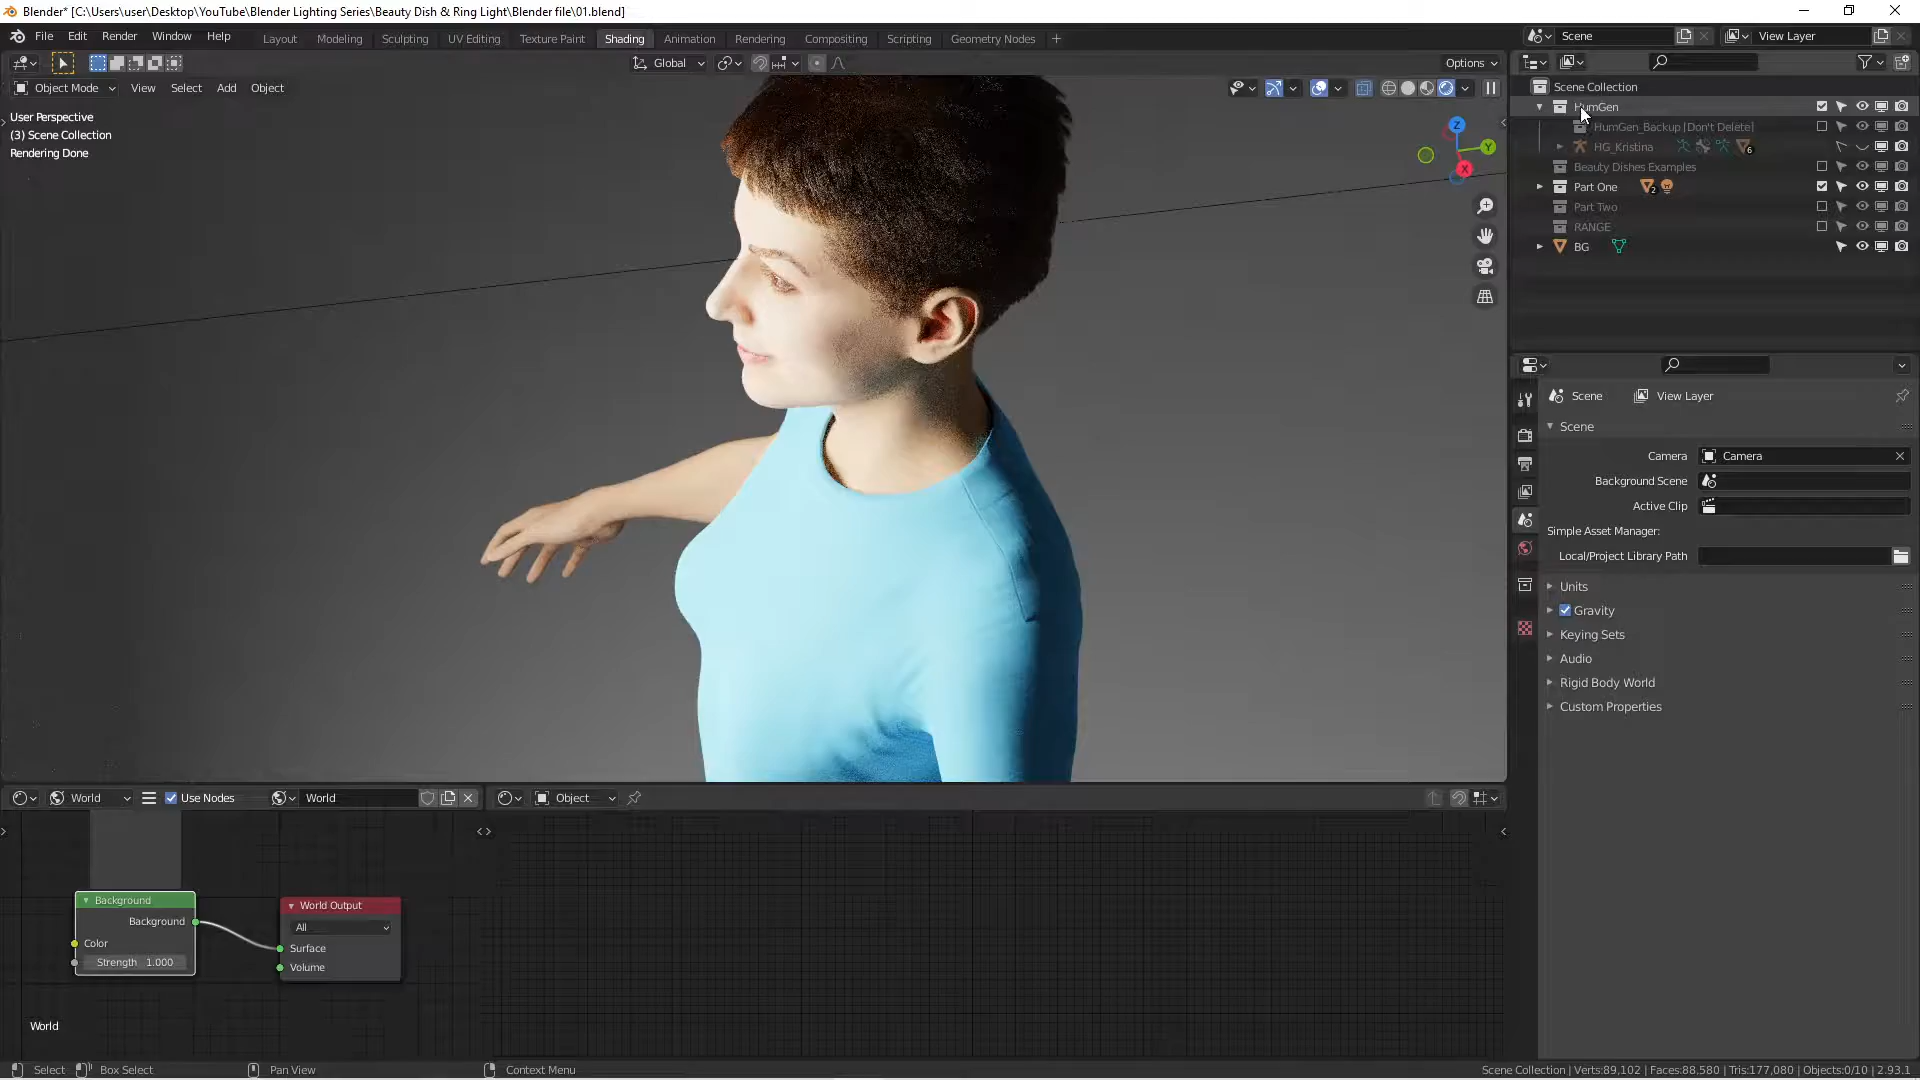 Blender* [C:\Users\user\Desktop\YouTube\Blender Lighting Series\Beauty Dish & Ring Light\Blender file\01.blend]
File Edit Render Window Help
Layout Modeling Sculpting UV Editing Texture Paint Shading Animation Rendering Compositing Scripting Geometry Nodes +
Scene
View Layer
Global
Options
Object Mode View Select Add Object
User Perspective
(3) Scene Collection
Rendering Done
Z
Y
X
Scene Collection
HumGen
HumGen_Backup [Don't Delete]
HG_Kristina
6
Beauty Dishes Examples
Part One
2
Part Two
RANGE
BG
Scene View Layer
Scene
Camera Camera
Background Scene
Active Clip
Simple Asset Manager:
Local/Project Library Path
Units
Gravity
Keying Sets
Audio
Rigid Body World
Custom Properties
World
Use Nodes
World
Object
Background
Background
Color
Strength 1.000
World Output
All
Surface
Volume
World
Select
Box Select
Pan View
Context Menu
Scene Collection | Verts:89,102 | Faces:88,580 | Tris:177,080 | Objects:0/10 | 2.93.1